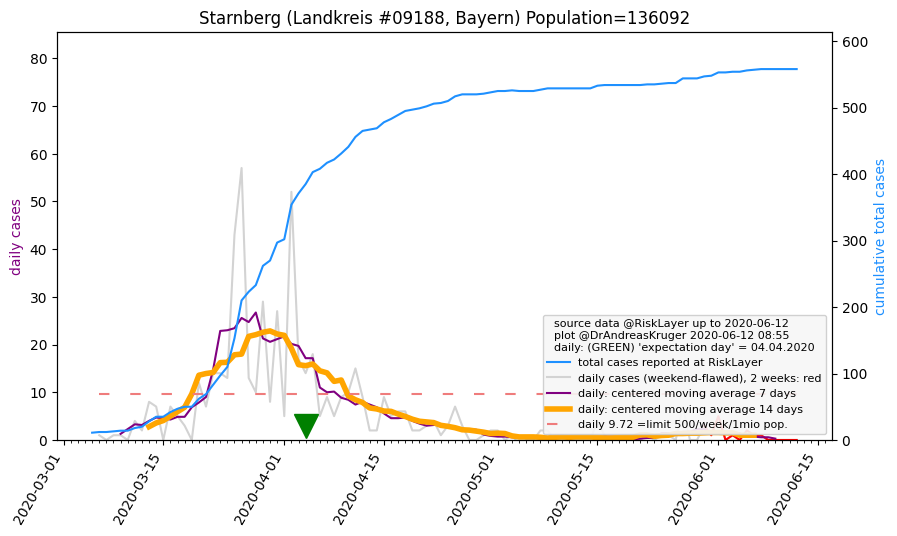 Starnberg (Landkreis #09188, Bayern) Population=136092
daily cases
80
70
60
50
40
30
20
10
0
600
500
400
300
200
100
0
cumulative total cases
source data @RiskLayer up to 2020-06-12
plot @DrAndreasKruger 2020-06-12 08:55
daily: (GREEN) 'expectation day' = 04.04.2020
total cases reported at RiskLayer
daily cases (weekend-flawed), 2 weeks: red
daily: centered moving average 7 days
daily: centered moving average 14 days
daily 9.72 =limit 500/week/1mio pop.
2020-03-01
2020-03-15
2020-04-01
2020-04-15
2020-05-01
2020-05-15
2020-06-01
2020-06-15